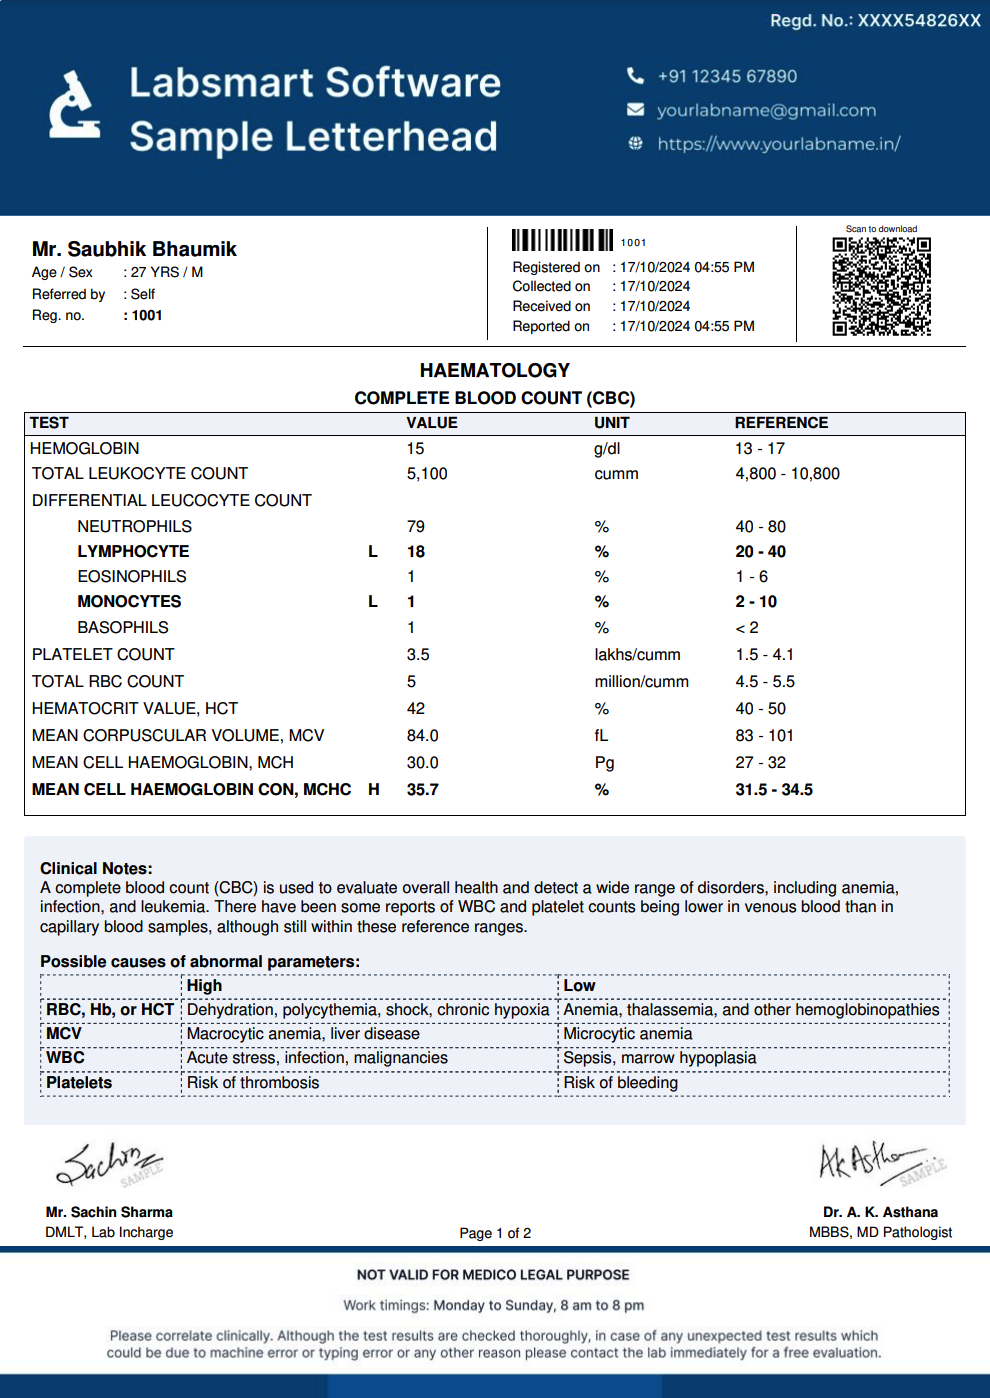 Regd. No.: XXXX54826XX
Labsmart Software
Sample Letterhead
+91 12345 67890
yourlabname@gmail.com
https://www.yourlabname.in/
Mr. Saubhik Bhaumik
Age / Sex : 27 YRS / M
Referred by : Self
Reg. no. : 1001
1001
Registered on : 17/10/2024 04:55 PM
Collected on : 17/10/2024
Received on : 17/10/2024
Reported on : 17/10/2024 04:55 PM
Scan to download
HAEMATOLOGY
COMPLETE BLOOD COUNT (CBC)
TEST VALUE UNIT REFERENCE
HEMOGLOBIN 15 g/dl 13 - 17
TOTAL LEUKOCYTE COUNT 5,100 cumm 4,800 - 10,800
DIFFERENTIAL LEUCOCYTE COUNT
NEUTROPHILS 79 % 40 - 80
LYMPHOCYTE L 18 % 20 - 40
EOSINOPHILS 1 % 1 - 6
MONOCYTES L 1 % 2 - 10
BASOPHILS 1 % < 2
PLATELET COUNT 3.5 lakhs/cumm 1.5 - 4.1
TOTAL RBC COUNT 5 million/cumm 4.5 - 5.5
HEMATOCRIT VALUE, HCT 42 % 40 - 50
MEAN CORPUSCULAR VOLUME, MCV 84.0 fL 83 - 101
MEAN CELL HAEMOGLOBIN, MCH 30.0 Pg 27 - 32
MEAN CELL HAEMOGLOBIN CON, MCHC H 35.7 % 31.5 - 34.5
Clinical Notes:
A complete blood count (CBC) is used to evaluate overall health and detect a wide range of disorders, including anemia,
infection, and leukemia. There have been some reports of WBC and platelet counts being lower in venous blood than in
capillary blood samples, although still within these reference ranges.
Possible causes of abnormal parameters:
High Low
RBC, Hb, or HCT Dehydration, polycythemia, shock, chronic hypoxia Anemia, thalassemia, and other hemoglobinopathies
MCV Macrocytic anemia, liver disease Microcytic anemia
WBC Acute stress, infection, malignancies Sepsis, marrow hypoplasia
Platelets Risk of thrombosis Risk of bleeding
Sachin
SAMPLE
Mr. Sachin Sharma
DMLT, Lab Incharge
Page 1 of 2
AK Asthana
SAMPLE
Dr. A. K. Asthana
MBBS, MD Pathologist
NOT VALID FOR MEDICO LEGAL PURPOSE
Work timings: Monday to Sunday, 8 am to 8 pm
Please correlate clinically. Although the test results are checked thoroughly, in case of any unexpected test results which
could be due to machine error or typing error or any other reason please contact the lab immediately for a free evaluation.